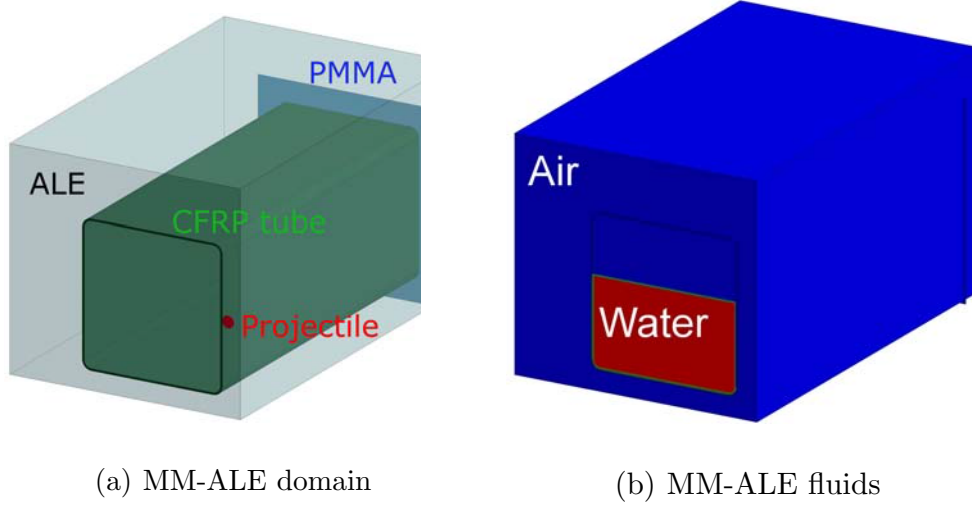 PMMA
ALE
CFRP tube
Projectile
Air
Water
(a) MM-ALE domain
(b) MM-ALE fluids